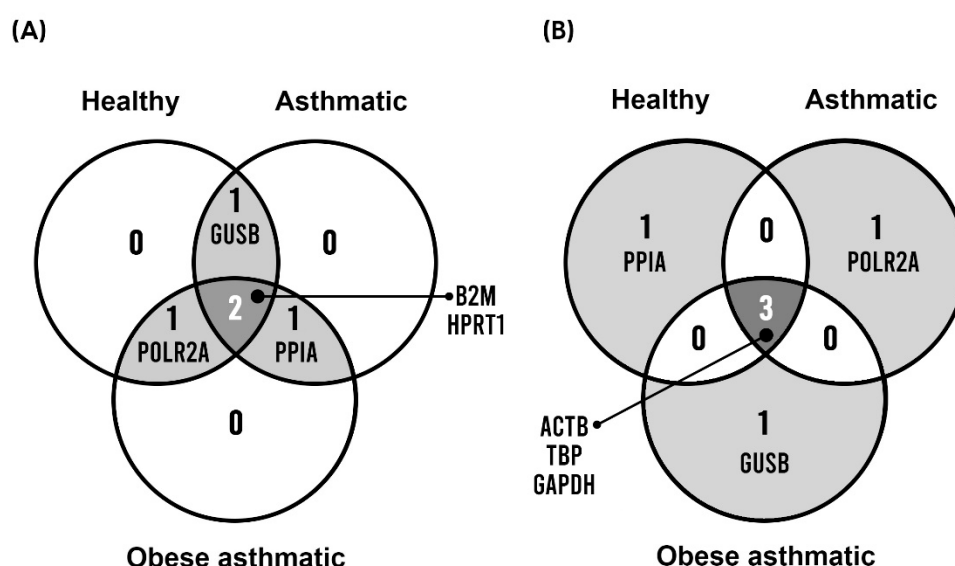 (A)
Healthy
Asthmatic
1
GUSB
0
0
2
1
POLR2A
1
PPIA
B2M
HPRT1
0
Obese asthmatic
(B)
Healthy
Asthmatic
1
PPIA
0
1
POLR2A
3
0
0
ACTB
TBP
GAPDH
1
GUSB
Obese asthmatic